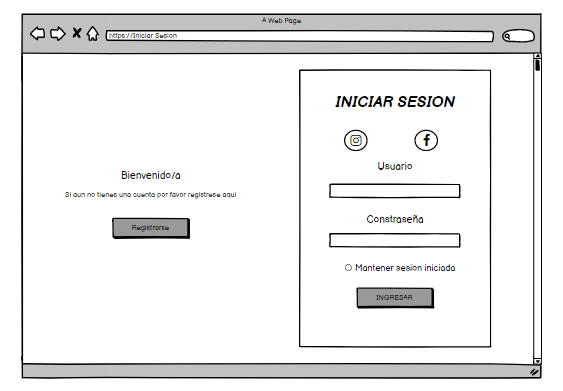 A Web Page
https://Iniciar Sesion
INICIAR SESION
Usuario
Bienvenido/a
Si aun no tienes una cuenta por favor registrese aqui
Registrarse
Constraseña
Mantener sesion iniciada
INGRESAR